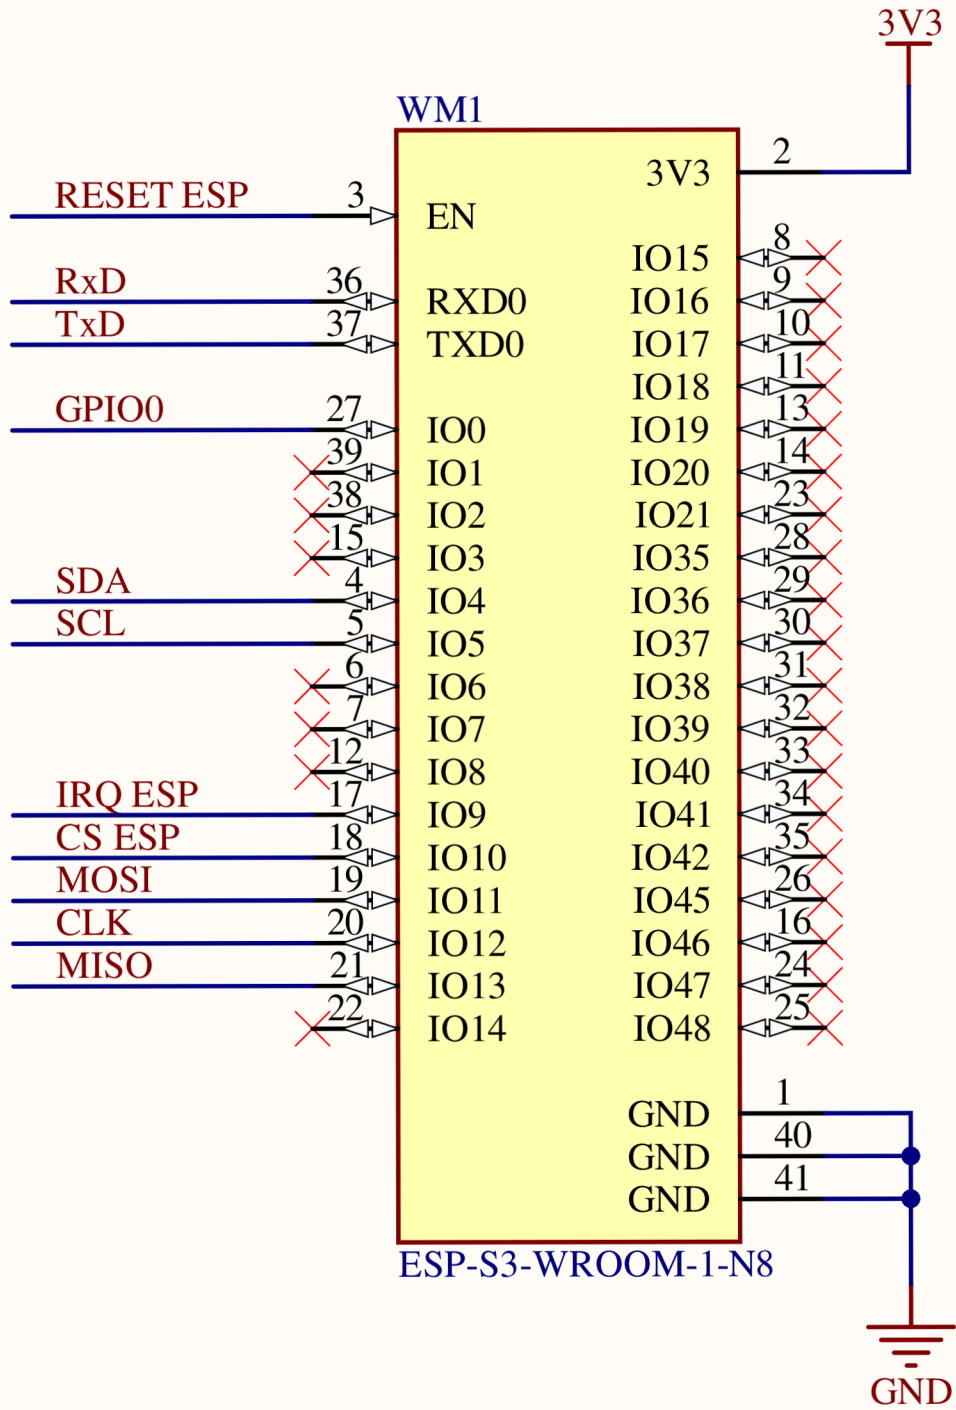 3V3
WM1
3V3 2
RESET ESP 3 EN
IO15 8
RxD 36 RXD0 IO16 9
TxD 37 TXD0 IO17 10
IO18 11
GPIO0 27 IO0 IO19 13
39 IO1 IO20 14
38 IO2 IO21 23
15 IO3 IO35 28
SDA 4 IO4 IO36 29
SCL 5 IO5 IO37 30
6 IO6 IO38 31
7 IO7 IO39 32
12 IO8 IO40 33
IRQ ESP 17 IO9 IO41 34
CS ESP 18 IO10 IO42 35
MOSI 19 IO11 IO45 26
CLK 20 IO12 IO46 16
MISO 21 IO13 IO47 24
22 IO14 IO48 25
GND 1
GND 40
GND 41
ESP-S3-WROOM-1-N8
GND